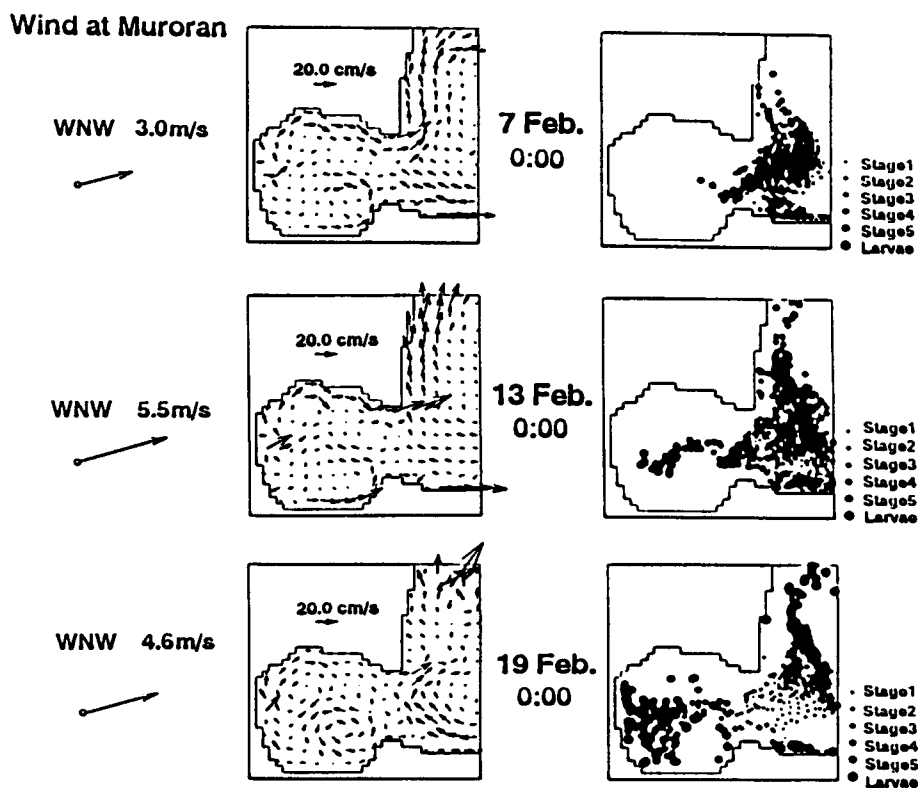 Wind at Muroran
20.0 cm/s
WNW 3.0m/s
7 Feb.
0:00
Stage1
Stage2
Stage3
Stage4
Stage5
Larvae
20.0 cm/s
WNW 5.5m/s
13 Feb.
0:00
Stage1
Stage2
Stage3
Stage4
Stage5
Larvae
20.0 cm/s
WNW 4.6m/s
19 Feb.
0:00
Stage1
Stage2
Stage3
Stage4
Stage5
Larvae